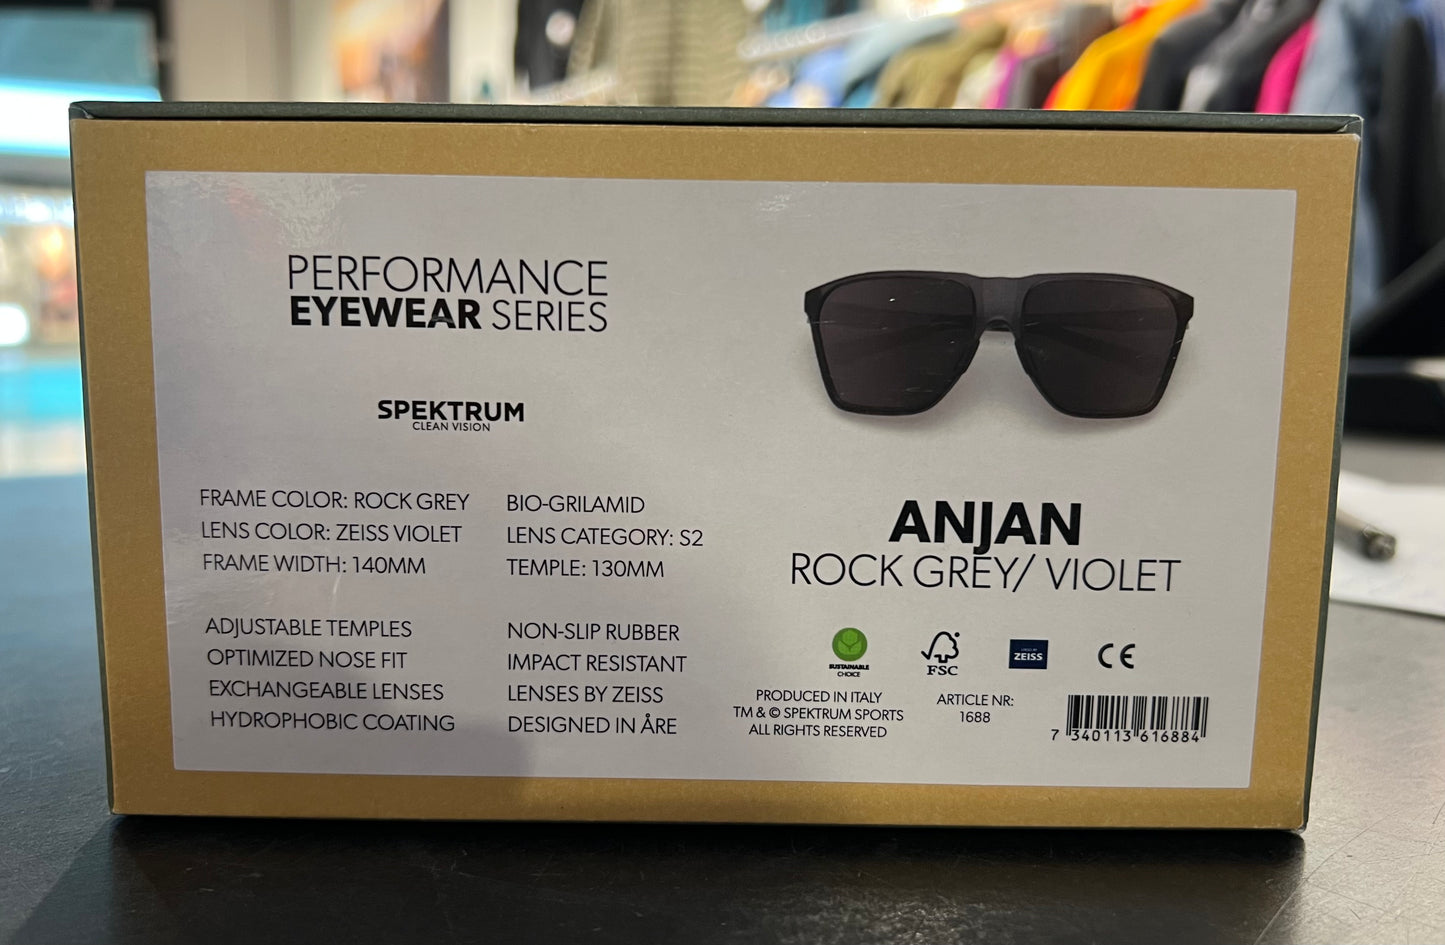 PERFORMANCE
EYEWEAR SERIES
SPEKTRUM
CLEAN VISION
FRAME COLOR: ROCK GREY
LENS COLOR: ZEISS VIOLET
FRAME WIDTH: 140MM
BIO-GRILAMID
LENS CATEGORY: S2
TEMPLE: 130MM
ADJUSTABLE TEMPLES
OPTIMIZED NOSE FIT
EXCHANGEABLE LENSES
HYDROPHOBIC COATING
NON-SLIP RUBBER
IMPACT RESISTANT
LENSES BY ZEISS
DESIGNED IN ÅRE
ANJAN
ROCK GREY/ VIOLET
SUSTAINABLE
CHOICE
FSC
ZEISS
CE
PRODUCED IN ITALY
TM & © SPEKTRUM SPORTS
ALL RIGHTS RESERVED
ARTICLE NR:
1688
7 340113 616884